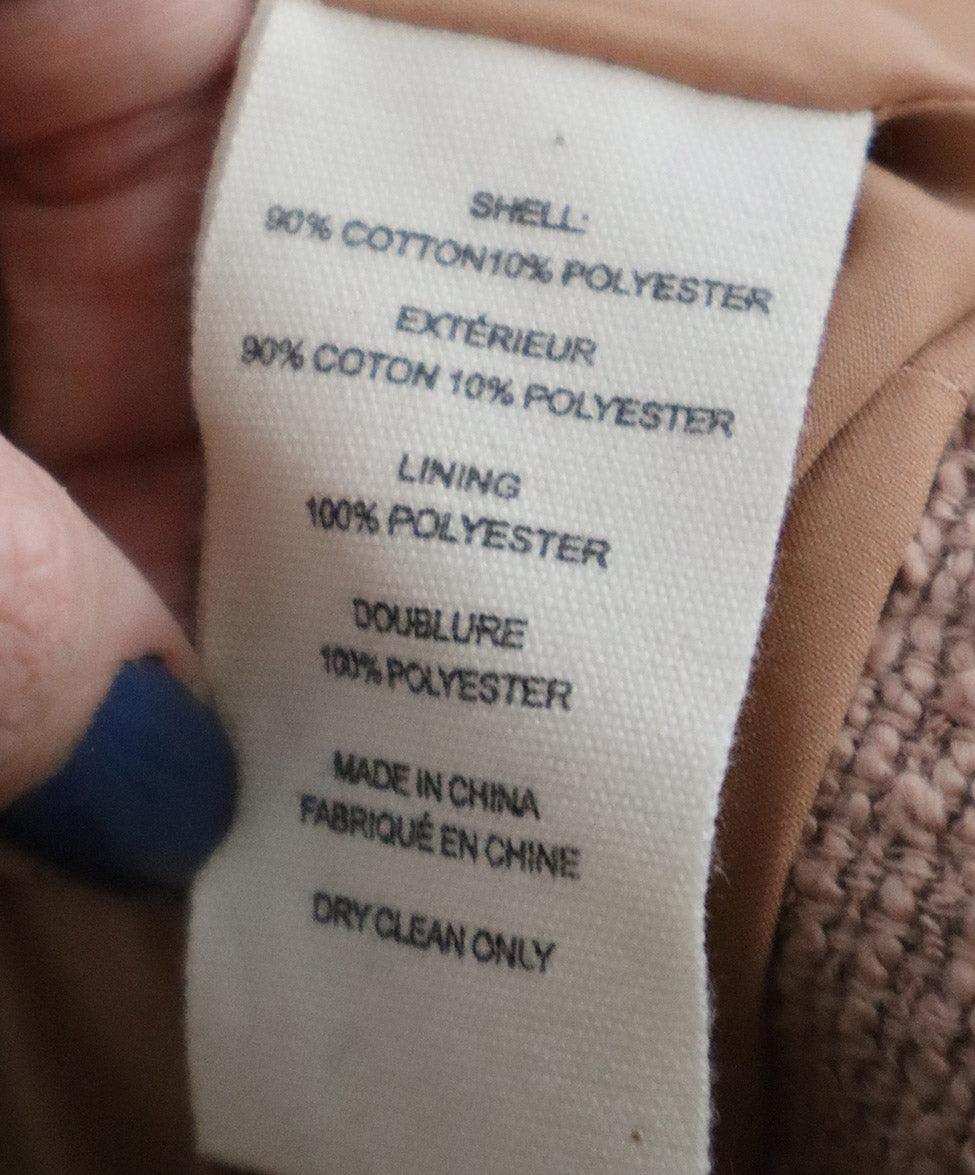 SHELL:
90% COTTON10% POLYESTER
EXTÉRIEUR
90% COTON 10% POLYESTER
LINING
100% POLYESTER
DOUBLURE
100% POLYESTER
MADE IN CHINA
FABRIQUÉ EN CHINE
DRY CLEAN ONLY